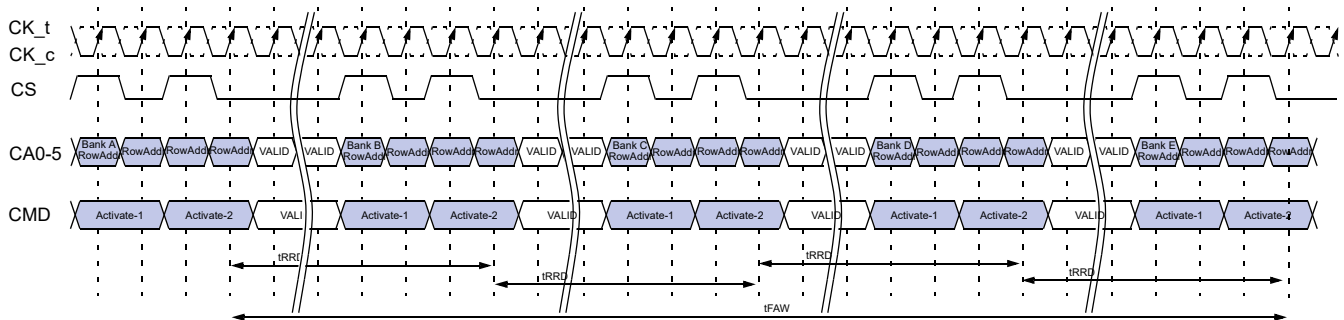 CK_t
CK_c
CS
CA0-5 Bank A RowAddr RowAddr RowAddr RowAddr VALID VALID Bank B RowAddr RowAddr RowAddr RowAddr VALID VALID Bank C RowAddr RowAddr RowAddr RowAddr VALID VALID Bank D RowAddr RowAddr RowAddr RowAddr VALID VALID Bank E RowAddr RowAddr RowAddr RowAddr
CMD Activate-1 Activate-2 VALID Activate-1 Activate-2 VALID Activate-1 Activate-2 VALID Activate-1 Activate-2 VALID Activate-1 Activate-2
tRRD tRRD
tRRD tRRD
tFAW